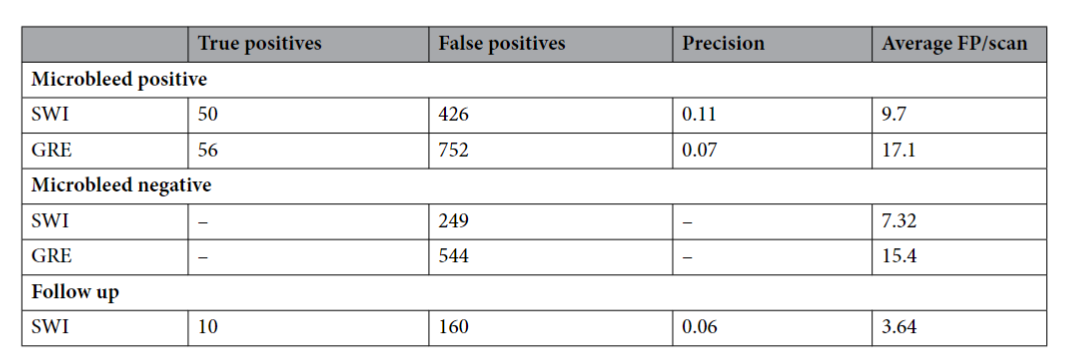 True positives False positives Precision Average FP/scan
Microbleed positive
SWI 50 426 0.11 9.7
GRE 56 752 0.07 17.1
Microbleed negative
SWI – 249 – 7.32
GRE – 544 – 15.4
Follow up
SWI 10 160 0.06 3.64